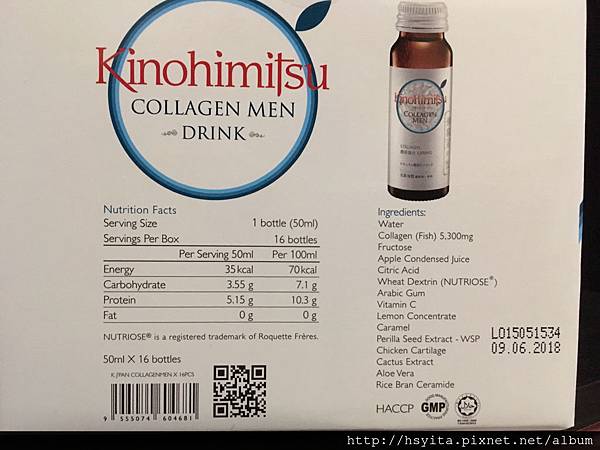 Kinohimitsu
COLLAGEN MEN
DRINK
Kinohimitsu
COLLAGEN
MEN
Nutrition Facts
Serving Size 1 bottle (50ml)
Servings Per Box 16 bottles
Per Serving 50ml Per 100ml
Energy 35 kcal 70 kcal
Carbohydrate 3.55 g 7.1 g
Protein 5.15 g 10.3 g
Fat 0 g 0 g
NUTRIOSE® is a registered trademark of Roquette Frères.
50ml X 16 bottles
K JPAN COLLAGENMEN X 16PCS
9 555074 604681
Ingredients:
Water
Collagen (Fish) 5,300mg
Fructose
Apple Condensed Juice
Citric Acid
Wheat Dextrin (NUTRIOSE®)
Arabic Gum
Vitamin C
Lemon Concentrate
Caramel
Perilla Seed Extract - WSP
Chicken Cartilage
Cactus Extract
Aloe Vera
Rice Bran Ceramide
LO15051534
09.06.2018
HACCP GMP
http://hsyita.pixnet.net/album